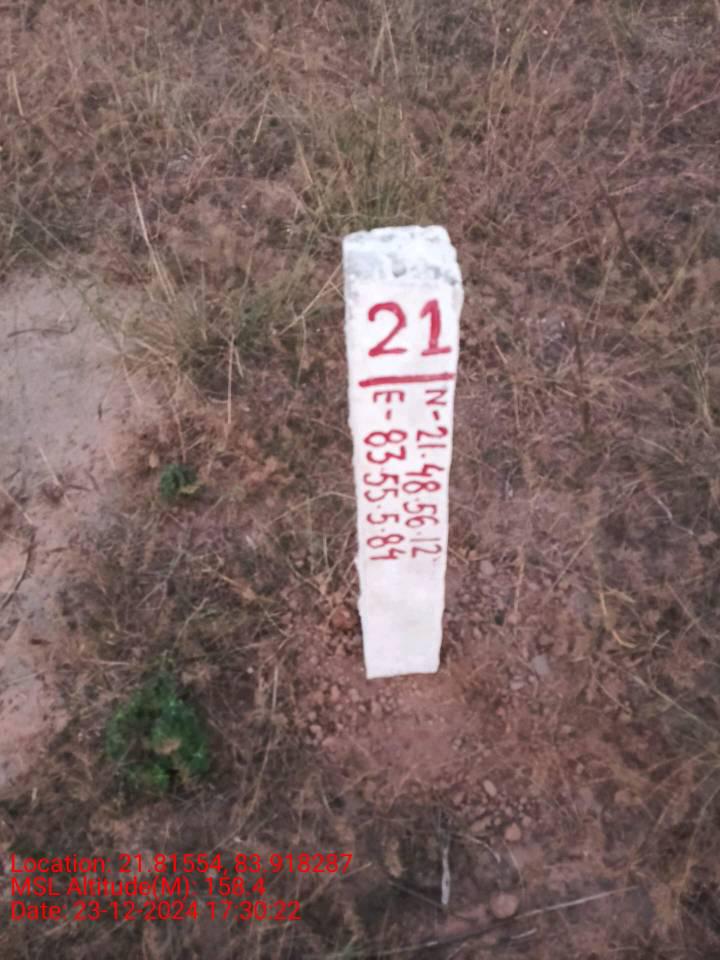 21
N-21.48.56.12
E-83.55.5.84
Location: 21.81554, 83.918287
MSL Altitude(M): 158.4
Date: 23-12-2024 17:30:22